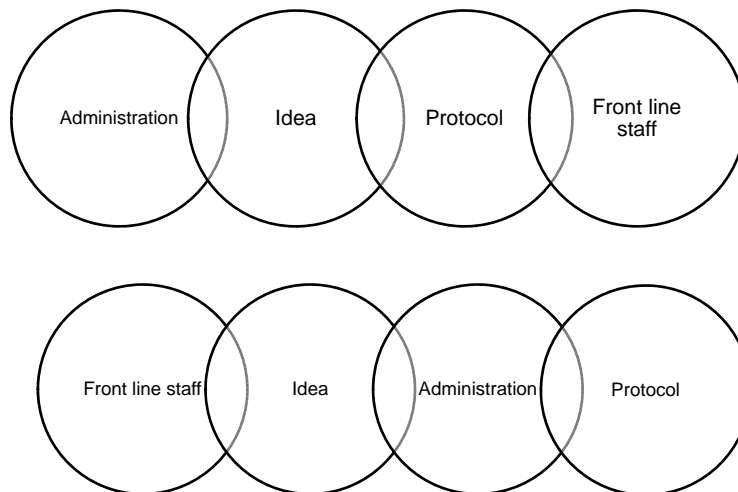 Administration
Idea
Protocol
Front line
staff
Front line staff
Idea
Administration
Protocol